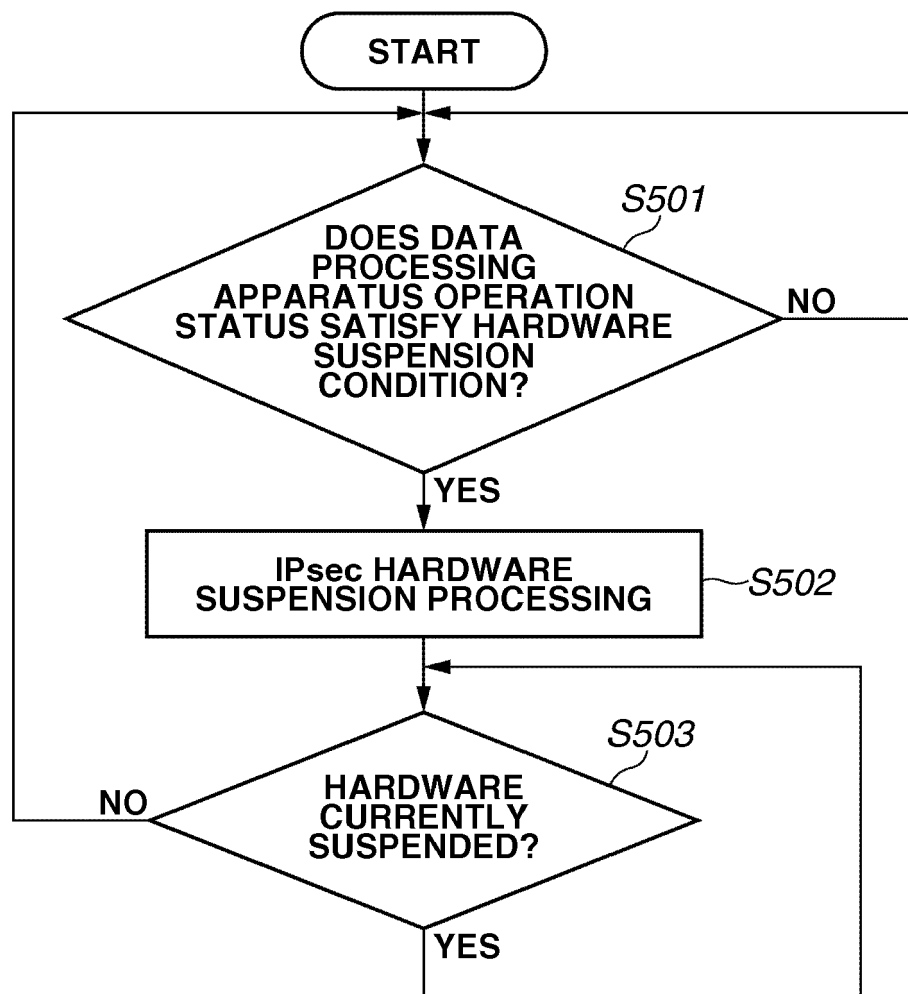 START
S501
DOES DATA
PROCESSING
APPARATUS OPERATION
STATUS SATISFY HARDWARE
SUSPENSION
CONDITION?
NO
YES
IPsec HARDWARE
SUSPENSION PROCESSING
S502
S503
HARDWARE
CURRENTLY
SUSPENDED?
NO
YES